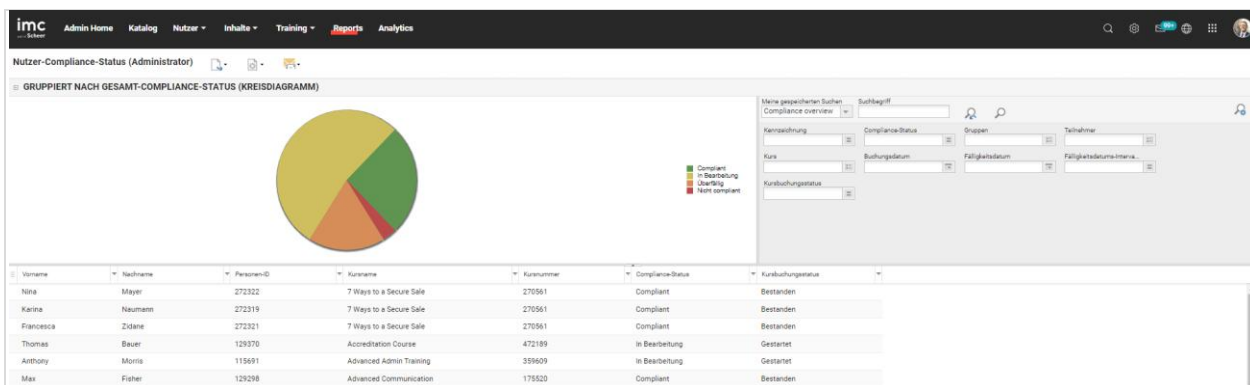 imc
Scheer
Admin Home Katalog Nutzer Inhalte Training Reports Analytics
99+
Nutzer-Compliance-Status (Administrator)
GRUPPIERT NACH GESAMT-COMPLIANCE-STATUS (KREISDIAGRAMM)
Compliant
In Bearbeitung
Überfällig
Nicht compliant
Meine gespeicherten Suchen Suchbegriff
Compliance overview
Kennzeichnung Compliance-Status Gruppen Teilnehmer
Kurs Buchungsdatum Fälligkeitsdatum Fälligkeitsdatums-Interva...
Kursbuchungsstatus
Vorname Nachname Personen-ID Kursname Kursnummer Compliance-Status Kursbuchungsstatus
Nina Mayer 272322 7 Ways to a Secure Sale 270561 Compliant Bestanden
Karina Naumann 272319 7 Ways to a Secure Sale 270561 Compliant Bestanden
Francesca Zidane 272321 7 Ways to a Secure Sale 270561 Compliant Bestanden
Thomas Bauer 129370 Accreditation Course 472189 In Bearbeitung Gestartet
Anthony Morris 115691 Advanced Admin Training 359609 In Bearbeitung Gestartet
Max Fisher 129298 Advanced Communication 175520 Compliant Bestanden